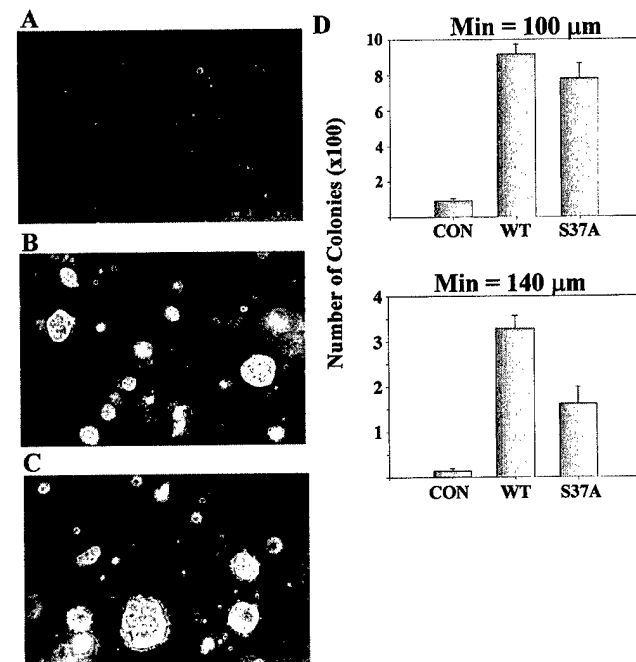 A
B
C
D
Number of Colonies (x100)
Min = 100 µm
10
8
6
4
2
CON WT S37A
Min = 140 µm
4
3
2
1
CON WT S37A